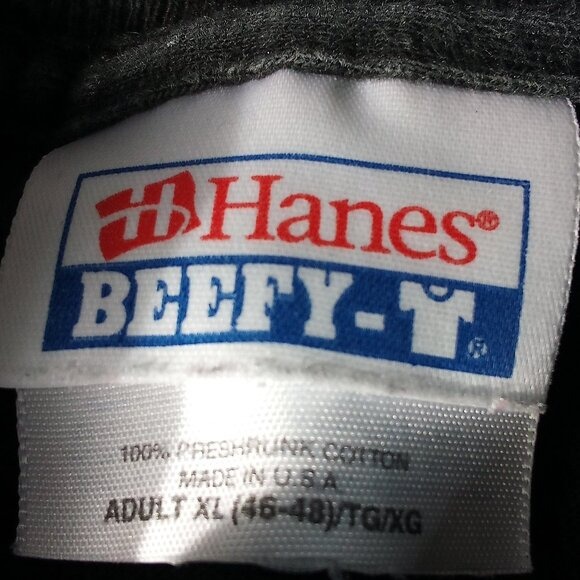 Hanes®
BEEFY-T®
100% PRESHRUNK COTTON
MADE IN U.S.A
ADULT XL (46-48)/TG/XG